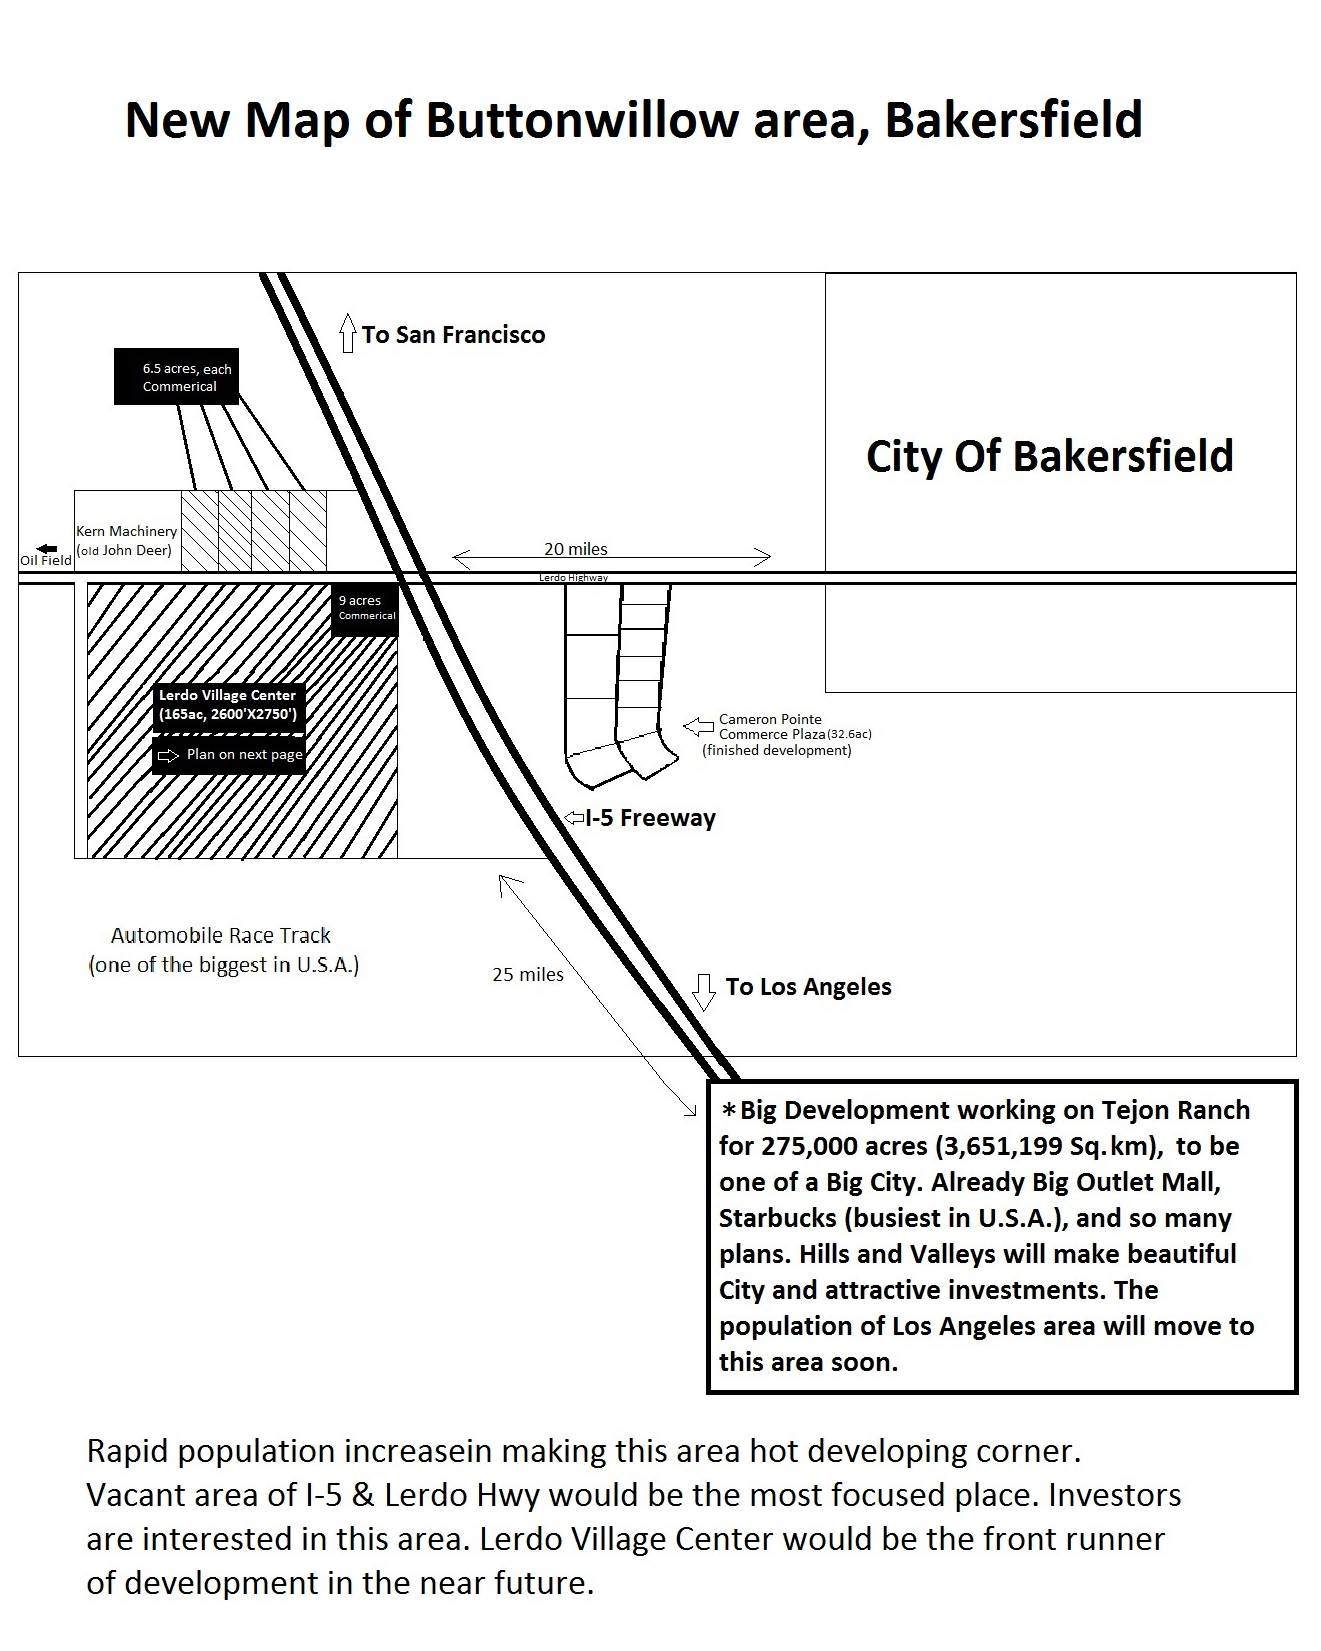 New Map of Buttonwillow area, Bakersfield
To San Francisco
6.5 acres, each
Commerical
City Of Bakersfield
Kern Machinery
(old John Deer)
Oil Field
20 miles
Lerdo Highway
9 acres
Commerical
Lerdo Village Center
(165ac, 2600'X2750')
Plan on next page
Cameron Pointe
Commerce Plaza(32.6ac)
(finished development)
I-5 Freeway
Automobile Race Track
(one of the biggest in U.S.A.)
25 miles
To Los Angeles
*Big Development working on Tejon Ranch
for 275,000 acres (3,651,199 Sq.km), to be
one of a Big City. Already Big Outlet Mall,
Starbucks (busiest in U.S.A.), and so many
plans. Hills and Valleys will make beautiful
City and attractive investments. The
population of Los Angeles area will move to
this area soon.
Rapid population increasein making this area hot developing corner.
Vacant area of I-5 & Lerdo Hwy would be the most focused place. Investors
are interested in this area. Lerdo Village Center would be the front runner
of development in the near future.